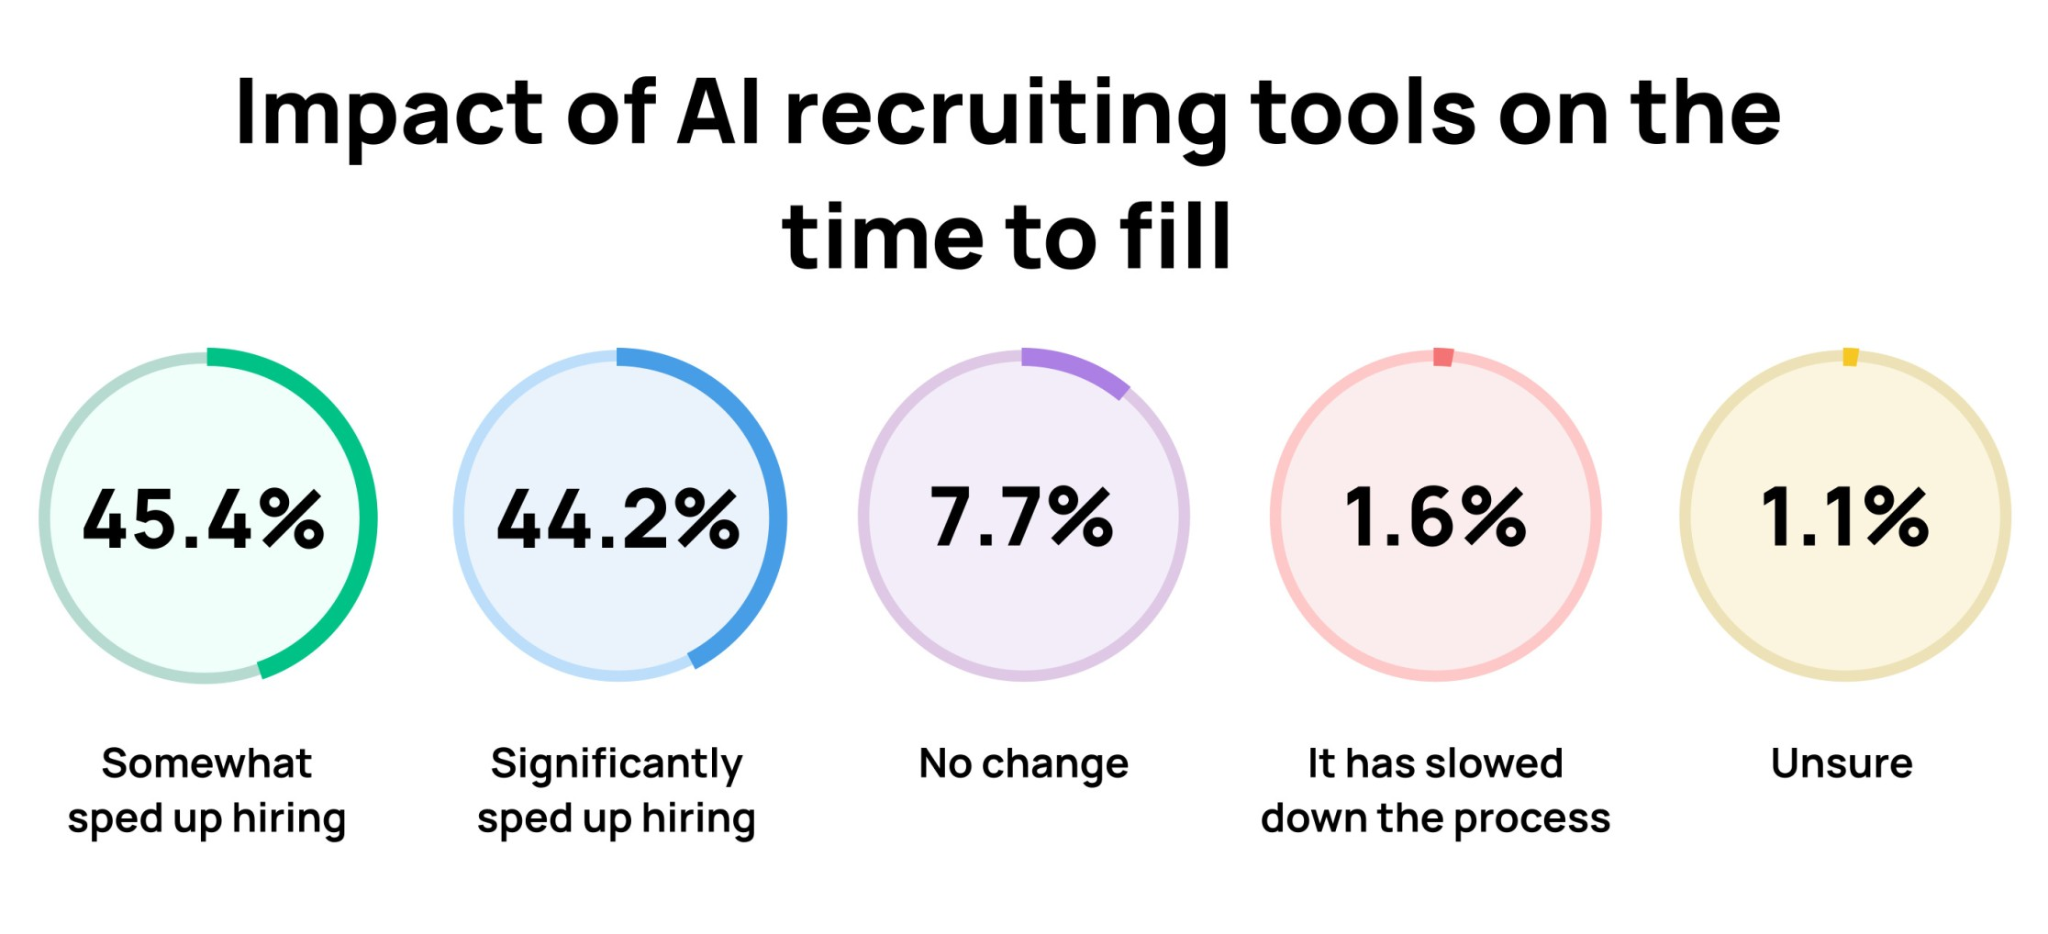 Impact of AI recruiting tools on the
time to fill
45.4%
44.2%
7.7%
1.6%
1.1%
Somewhat
sped up hiring
Significantly
sped up hiring
No change
It has slowed
down the process
Unsure